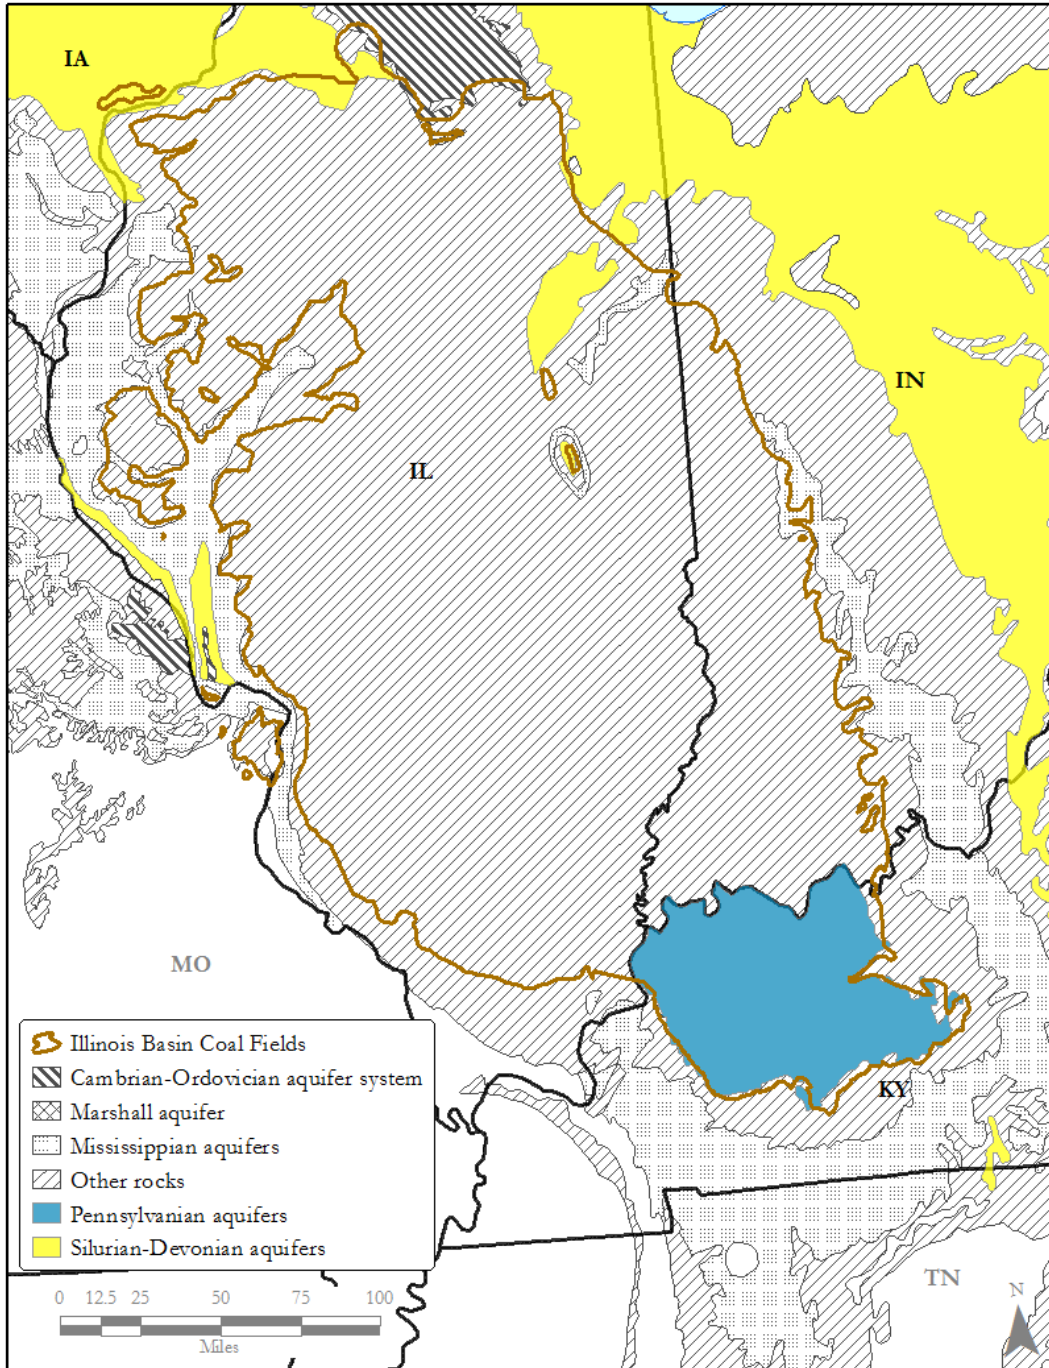 IA
IN
IL
MO
KY
TN
Illinois Basin Coal Fields
Cambrian-Ordovician aquifer system
Marshall aquifer
Mississippian aquifers
Other rocks
Pennsylvanian aquifers
Silurian-Devonian aquifers
0 12.5 25 50 75 100
Miles
N